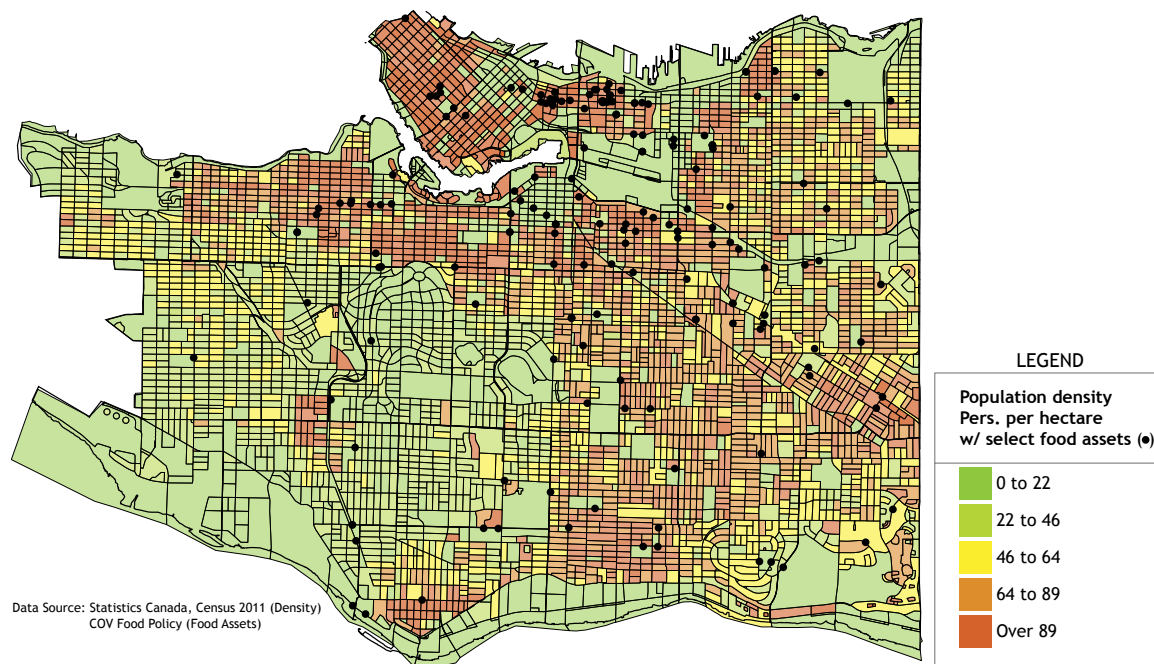 LEGEND
Population density
Pers. per hectare
w/ select food assets (●)
0 to 22
22 to 46
46 to 64
64 to 89
Over 89
Data Source: Statistics Canada, Census 2011 (Density)
COV Food Policy (Food Assets)